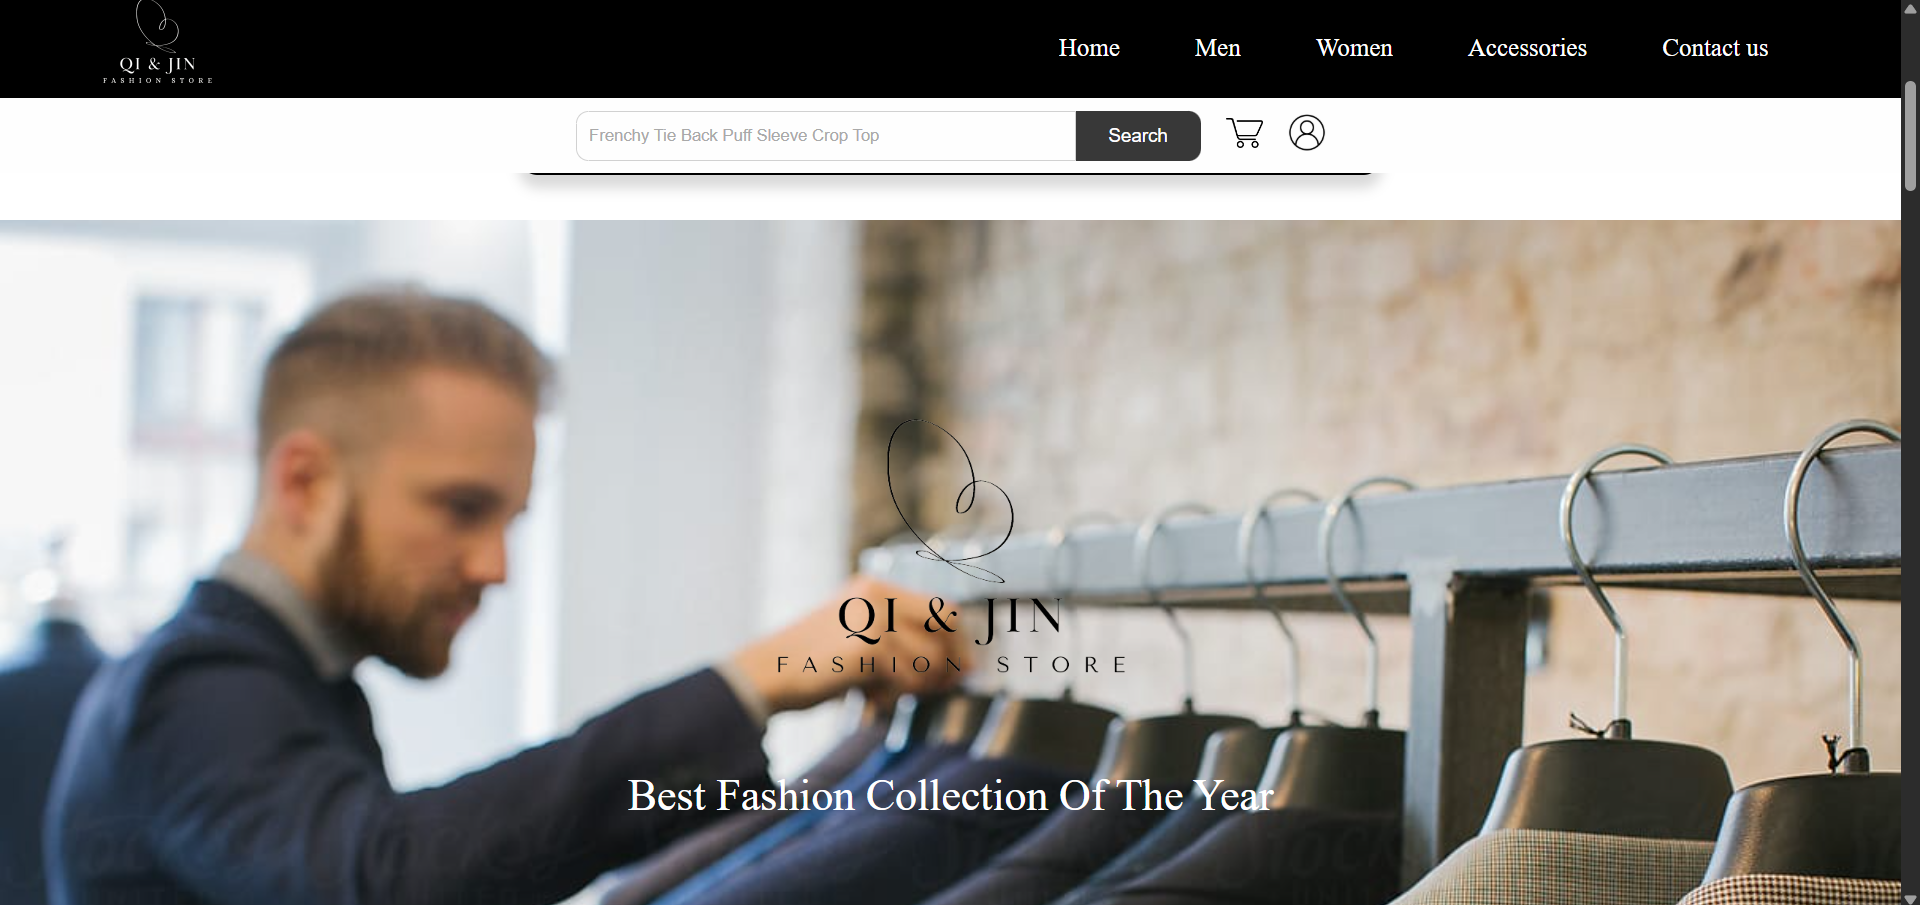 QI & JIN
FASHION STORE
Home Men Women Accessories Contact us
Frenchy Tie Back Puff Sleeve Crop Top Search
QI & JIN
FASHION STORE
Best Fashion Collection Of The Year